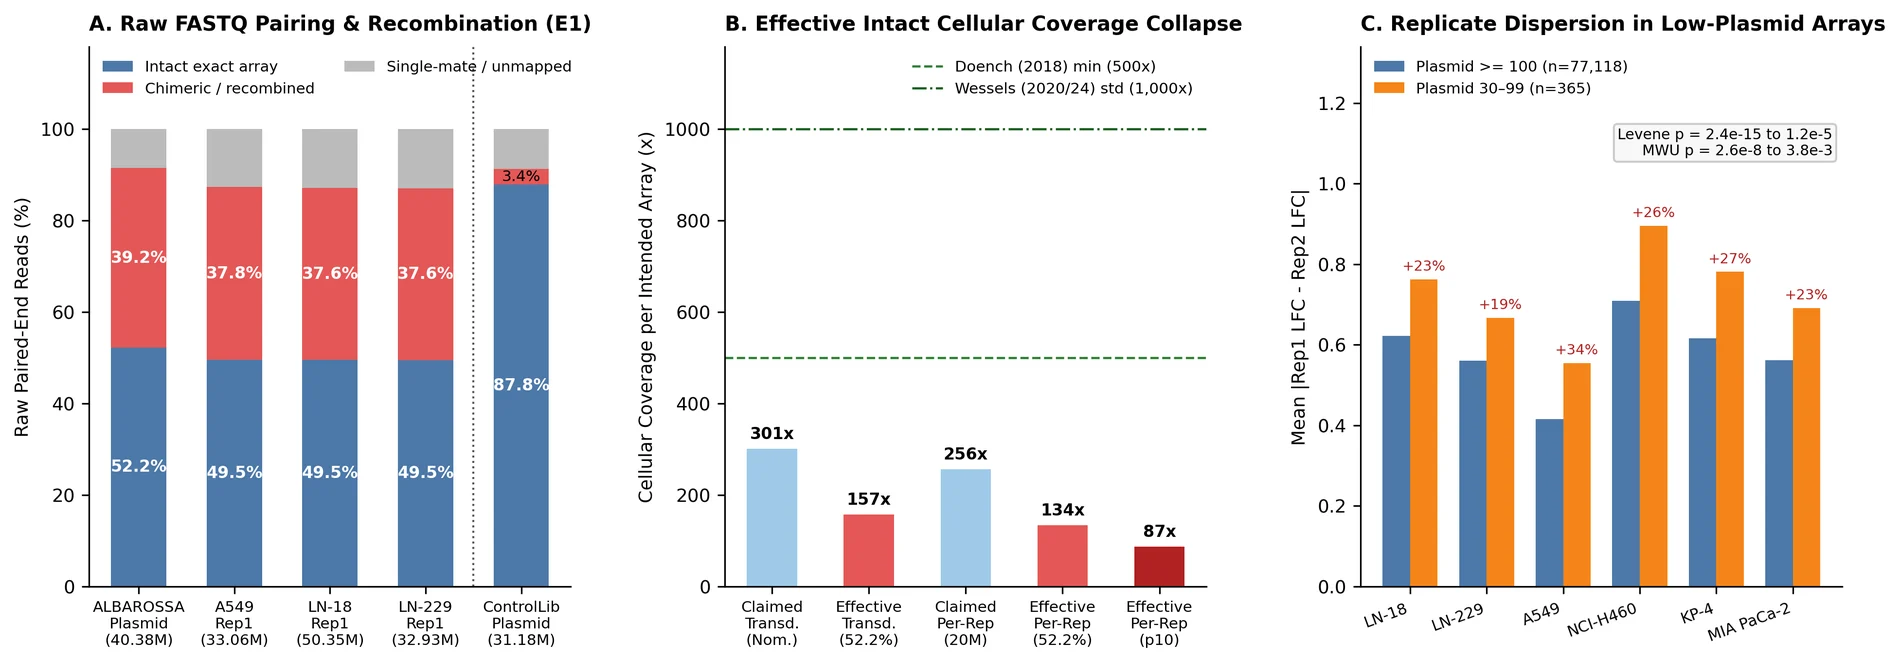 A. Raw FASTQ Pairing & Recombination (E1)
Intact exact array
Chimeric / recombined
Single-mate / unmapped
Raw Paired-End Reads (%)
100
80
60
40
20
0
39.2%
52.2%
37.8%
49.5%
37.6%
49.5%
37.6%
49.5%
3.4%
87.8%
ALBAROSSA
Plasmid
(40.38M)
A549
Rep1
(33.06M)
LN-18
Rep1
(50.35M)
LN-229
Rep1
(32.93M)
ControlLib
Plasmid
(31.18M)
B. Effective Intact Cellular Coverage Collapse
Doench (2018) min (500x)
Wessels (2020/24) std (1,000x)
Cellular Coverage per Intended Array (x)
1000
800
600
400
200
0
301x
157x
256x
134x
87x
Claimed
Transd.
(Nom.)
Effective
Transd.
(52.2%)
Claimed
Per-Rep
(20M)
Effective
Per-Rep
(52.2%)
Effective
Per-Rep
(p10)
C. Replicate Dispersion in Low-Plasmid Arrays
Plasmid >= 100 (n=77,118)
Plasmid 30–99 (n=365)
Levene p = 2.4e-15 to 1.2e-5
MWU p = 2.6e-8 to 3.8e-3
Mean |Rep1 LFC - Rep2 LFC|
1.2
1.0
0.8
0.6
0.4
0.2
0.0
+23%
+19%
+34%
+26%
+27%
+23%
LN-18
LN-229
A549
NCI-H460
KP-4
MIA PaCa-2